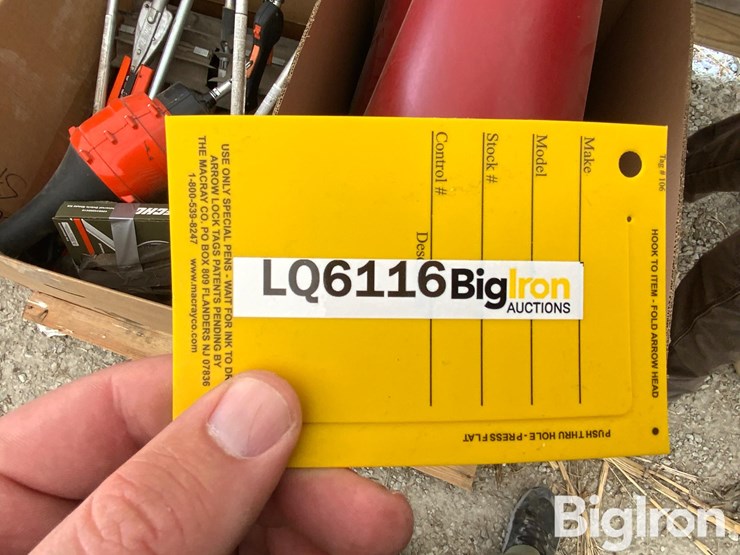 LQ6116 BigIron
AUCTIONS
Make
Model
Stock #
Control #
Des
Tag # 106
HOOK TO ITEM - FOLD ARROW HEAD
PUSH THRU HOLE - PRESS FLAT
USE ONLY SPECIAL PENS - WAIT FOR INK TO DR
ARROW LOCK TAGS PATENTS PENDING BY
THE MACRAY CO. PO BOX 809 FLANDERS NJ 07836
1-800-539-8247 www.macrayco.com
BigIron